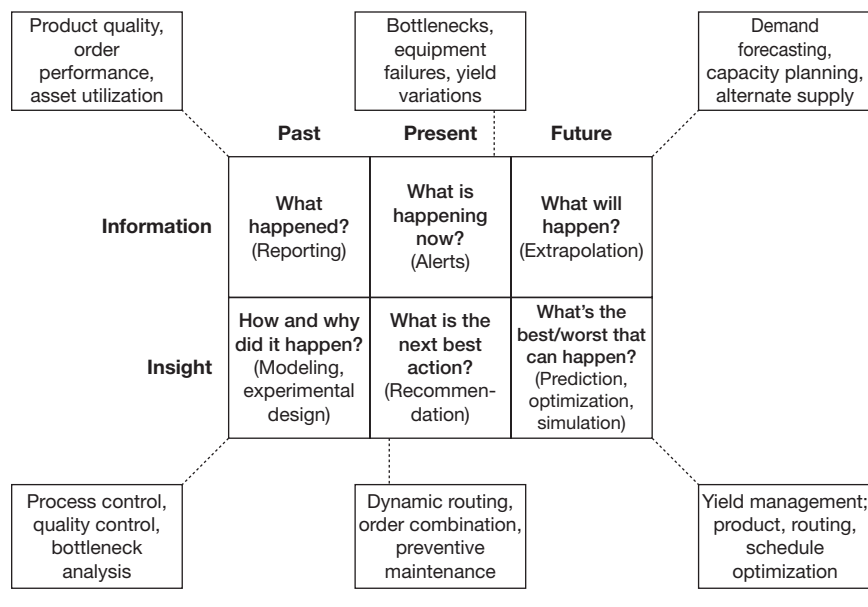 Product quality,
order
performance,
asset utilization
Bottlenecks,
equipment
failures, yield
variations
Demand
forecasting,
capacity planning,
alternate supply
Past
Present
Future
Information
What
happened?
(Reporting)
What is
happening
now?
(Alerts)
What will
happen?
(Extrapolation)
Insight
How and why
did it happen?
(Modeling,
experimental
design)
What is the
next best
action?
(Recommen-
dation)
What's the
best/worst that
can happen?
(Prediction,
optimization,
simulation)
Process control,
quality control,
bottleneck
analysis
Dynamic routing,
order combination,
preventive
maintenance
Yield management;
product, routing,
schedule
optimization